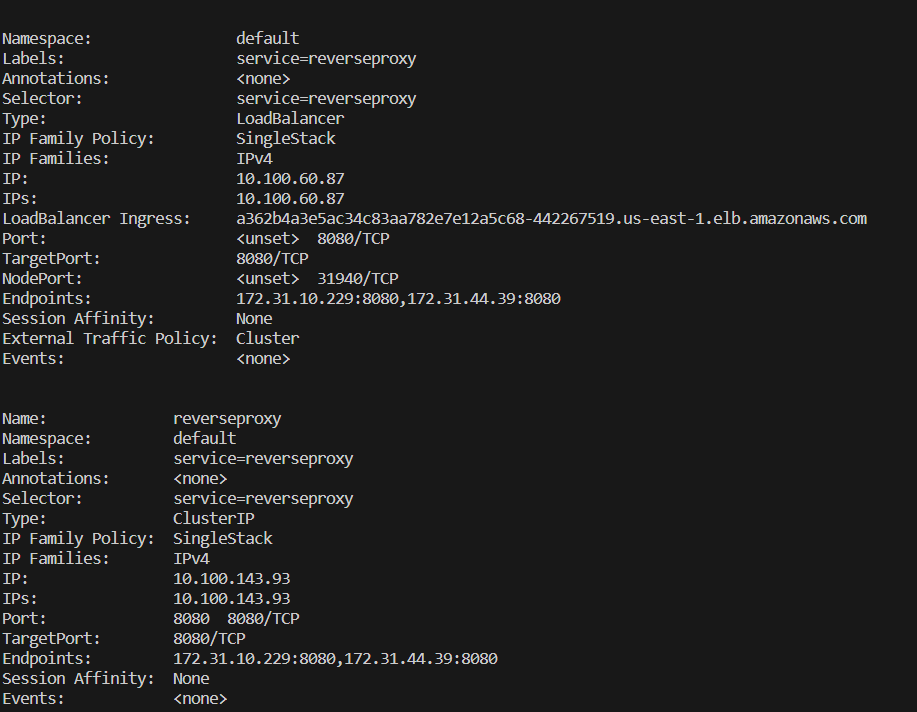 Namespace:                default
Labels:                   service=reverseproxy
Annotations:              <none>
Selector:                 service=reverseproxy
Type:                     LoadBalancer
IP Family Policy:         SingleStack
IP Families:              IPv4
IP:                       10.100.60.87
IPs:                      10.100.60.87
LoadBalancer Ingress:     a362b4a3e5ac34c83aa782e7e12a5c68-442267519.us-east-1.elb.amazonaws.com
Port:                     <unset>  8080/TCP
TargetPort:               8080/TCP
NodePort:                 <unset>  31940/TCP
Endpoints:                172.31.10.229:8080,172.31.44.39:8080
Session Affinity:         None
External Traffic Policy:  Cluster
Events:                   <none>

Name:              reverseproxy
Namespace:         default
Labels:            service=reverseproxy
Annotations:       <none>
Selector:          service=reverseproxy
Type:              ClusterIP
IP Family Policy:  SingleStack
IP Families:       IPv4
IP:                10.100.143.93
IPs:               10.100.143.93
Port:              8080  8080/TCP
TargetPort:        8080/TCP
Endpoints:         172.31.10.229:8080,172.31.44.39:8080
Session Affinity:  None
Events:            <none>